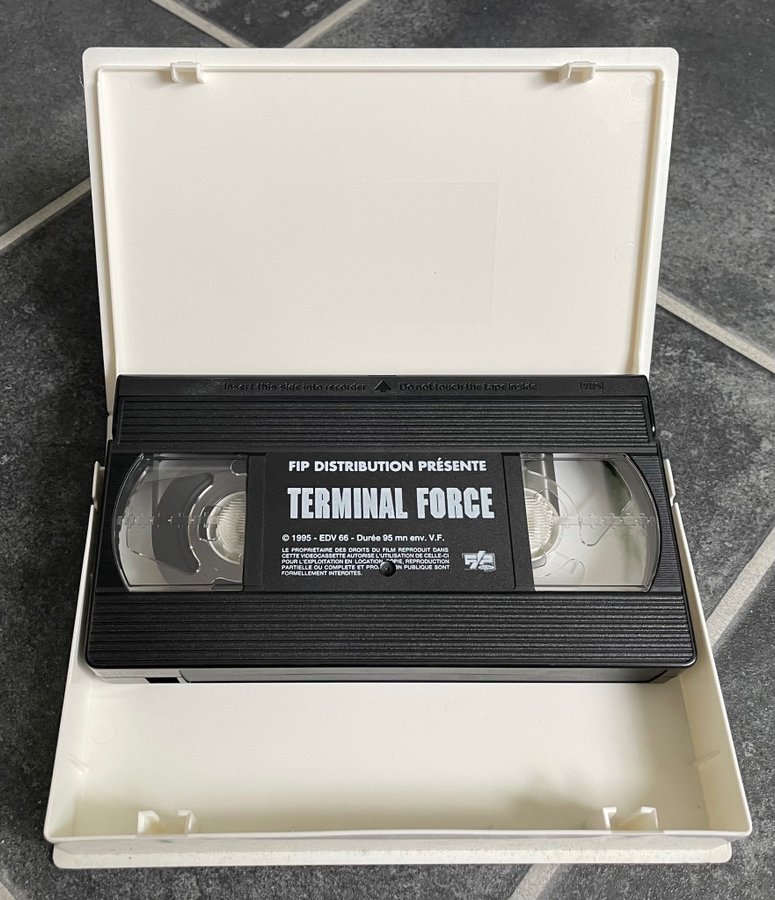 Insert this side into recorder Do not touch the tape inside VHS
FIP DISTRIBUTION PRÉSENTE
TERMINAL FORCE
© 1995 - EDV 66 - Durée 95 mn env. V.F.
LE PROPRIETAIRE DES DROITS DU FILM REPRODUIT DANS
CETTE VIDEOCASSETTE AUTORISE L'UTILISATION DE CELLE-CI
POUR L'EXPLOITATION EN LOCATION REPRODUCTION
PARTIELLE OU COMPLETE ET PUBLIQUE SONT
FORMELLEMENT INTERDITES.